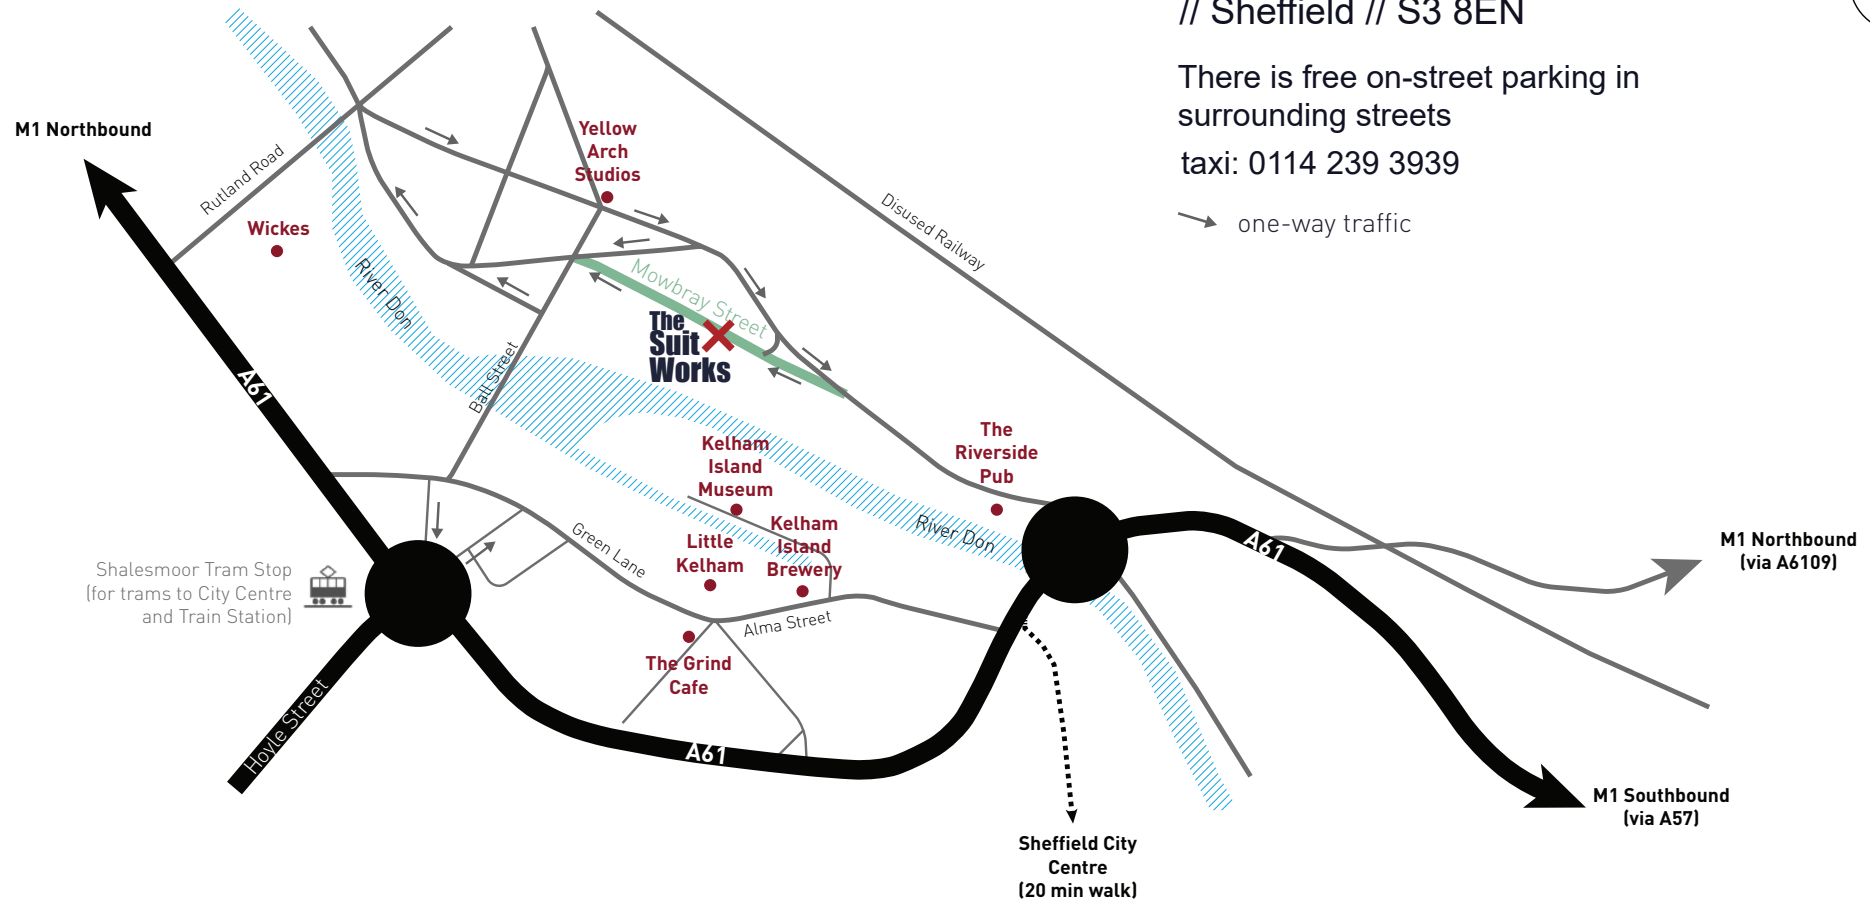 // Sheffield // S3 8EN
There is free on-street parking in
surrounding streets
taxi: 0114 239 3939
one-way traffic
M1 Northbound
Rutland Road
Wickes
Yellow
Arch
Studios
Disused Railway
River Don
Mowbray Street
The
Suit
Works
A61
Ball Street
Kelham
Island
Museum
The
Riverside
Pub
River Don
Green Lane
Little
Kelham
Kelham
Island
Brewery
A61
M1 Northbound
(via A6109)
Shalesmoor Tram Stop
(for trams to City Centre
and Train Station)
Alma Street
The Grind
Cafe
Hoyle Street
A61
M1 Southbound
(via A57)
Sheffield City
Centre
(20 min walk)